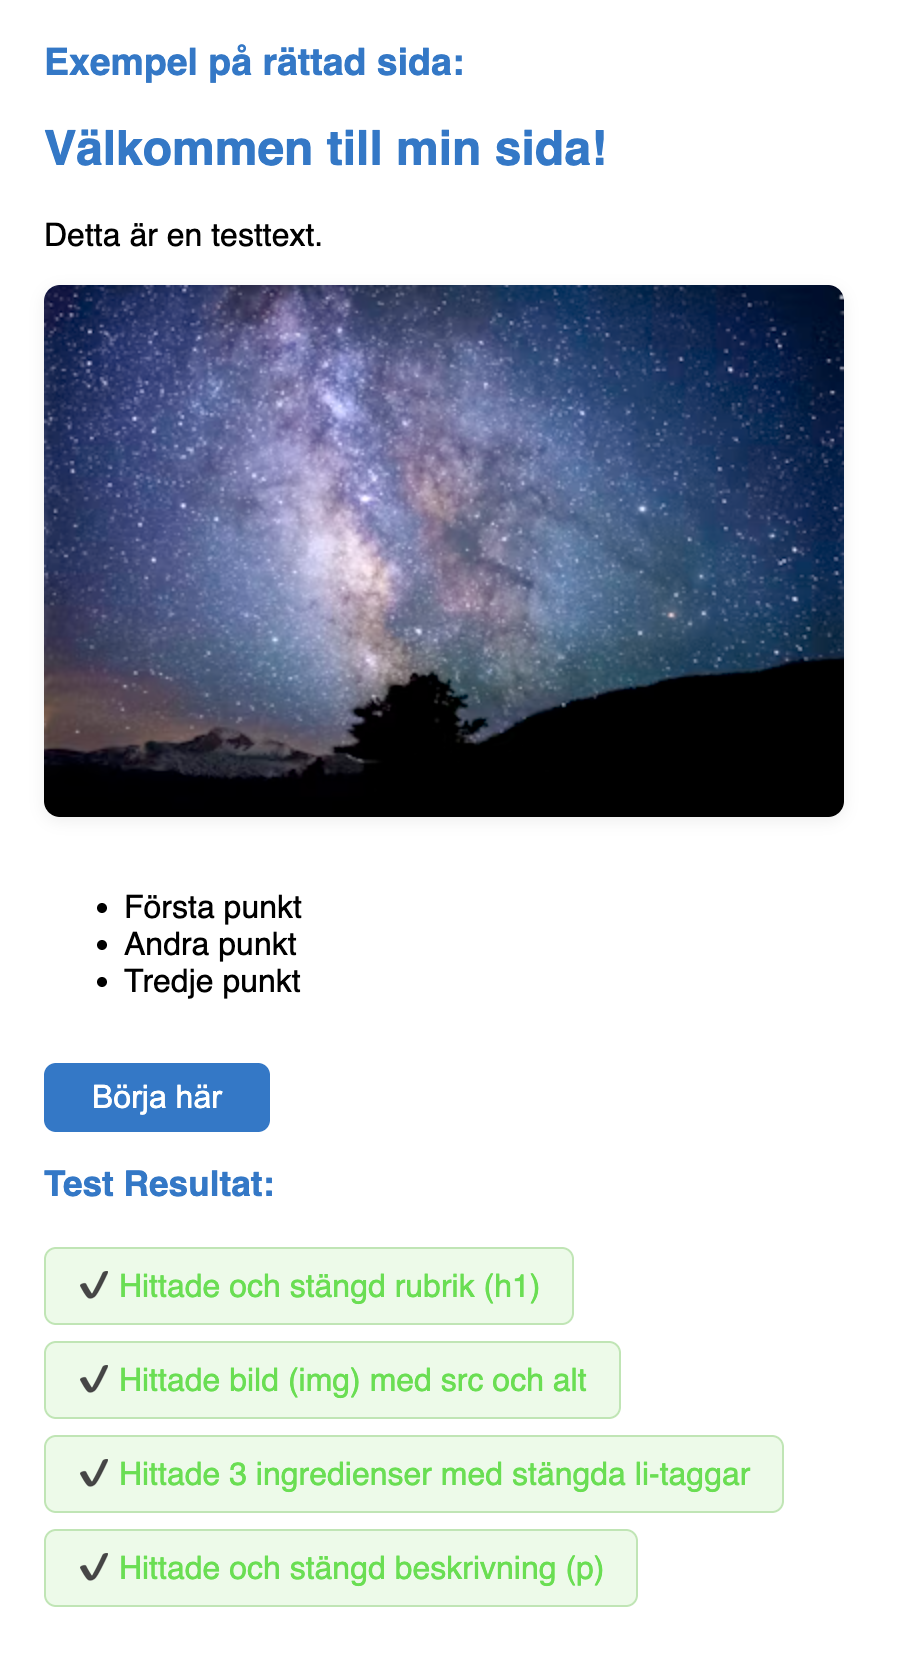 Exempel på rättad sida:
Välkommen till min sida!
Detta är en testtext.
• Första punkt
• Andra punkt
• Tredje punkt
Börja här
Test Resultat:
✔ Hittade och stängd rubrik (h1)
✔ Hittade bild (img) med src och alt
✔ Hittade 3 ingredienser med stängda li-taggar
✔ Hittade och stängd beskrivning (p)